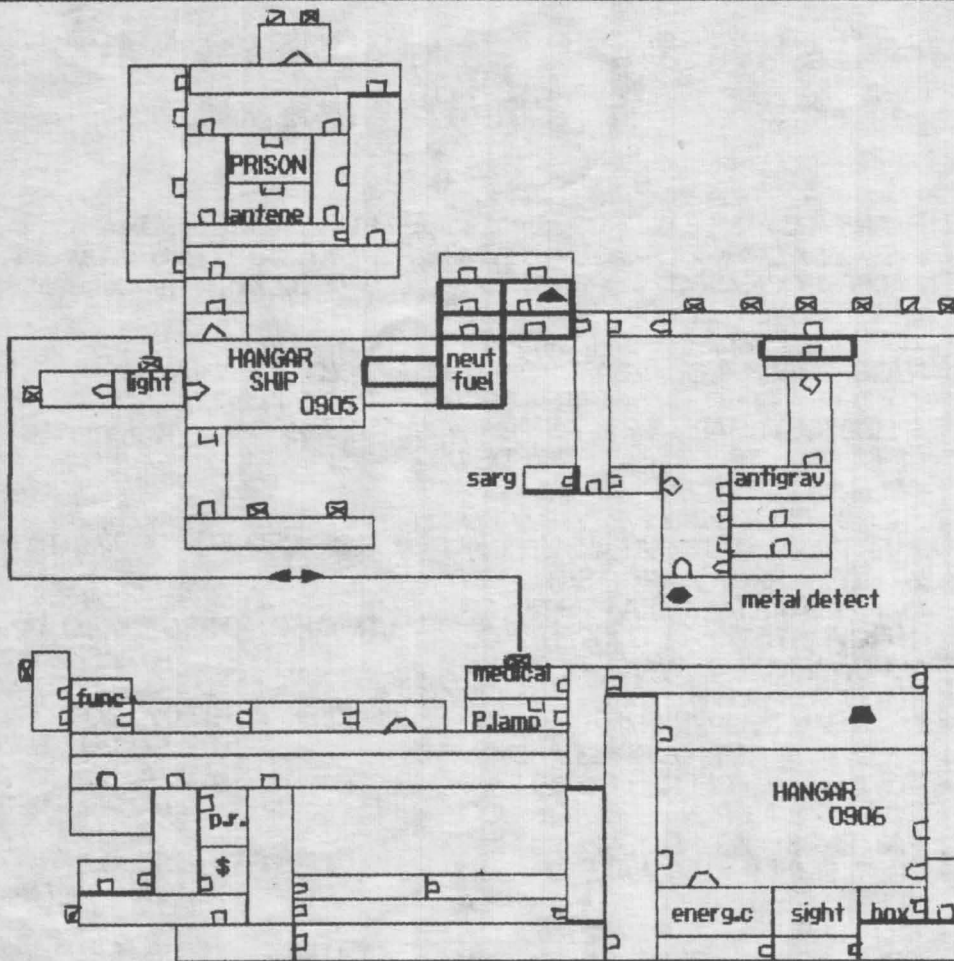 PRISON
antene
HANGAR
SHIP
0905
neut
fuel
light
sarg
antigrav
metal detect
medical
func.
P.lamp
HANGAR
0906
p.r.
$
energ.c
sight
box